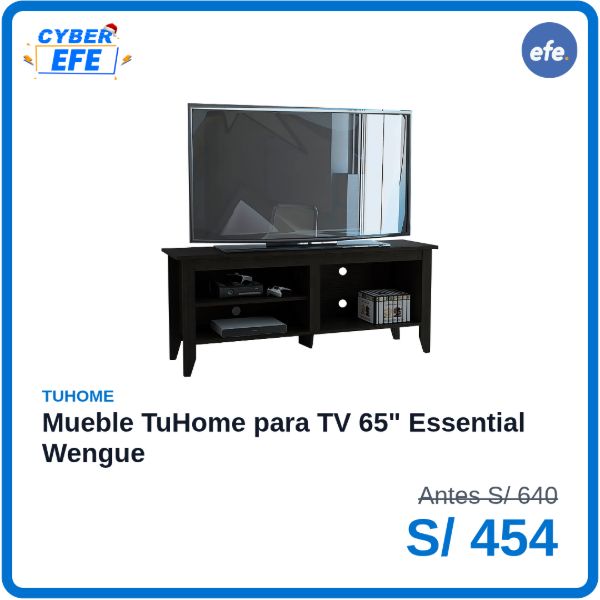 CYBER
EFE
efe.
TUHOME
Mueble TuHome para TV 65" Essential
Wengue
Antes S/ 640
S/ 454